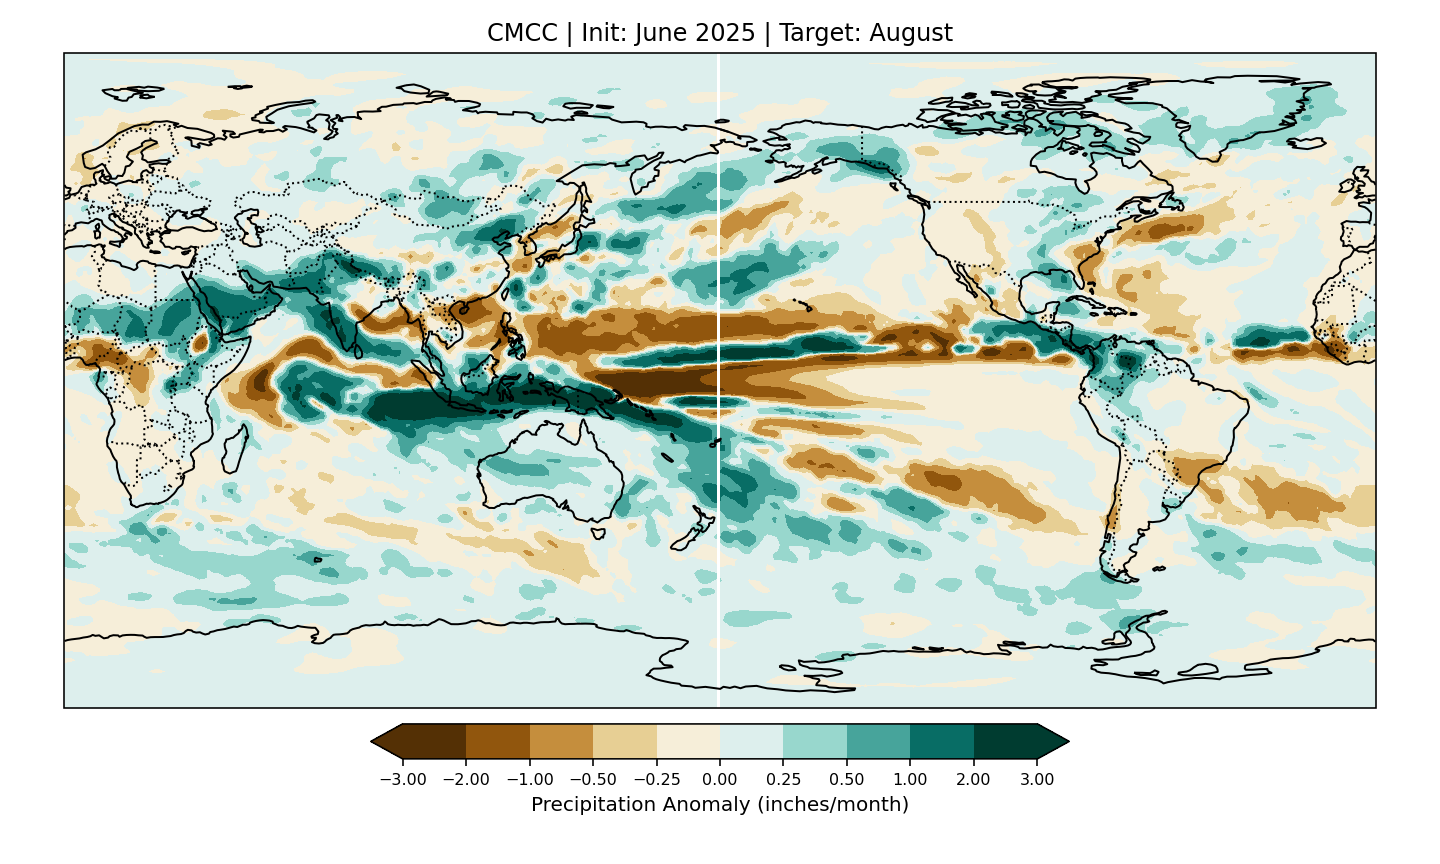 CMCC | Init: June 2025 | Target: August
−3.00 −2.00 −1.00 −0.50 −0.25 0.00 0.25 0.50 1.00 2.00 3.00
Precipitation Anomaly (inches/month)